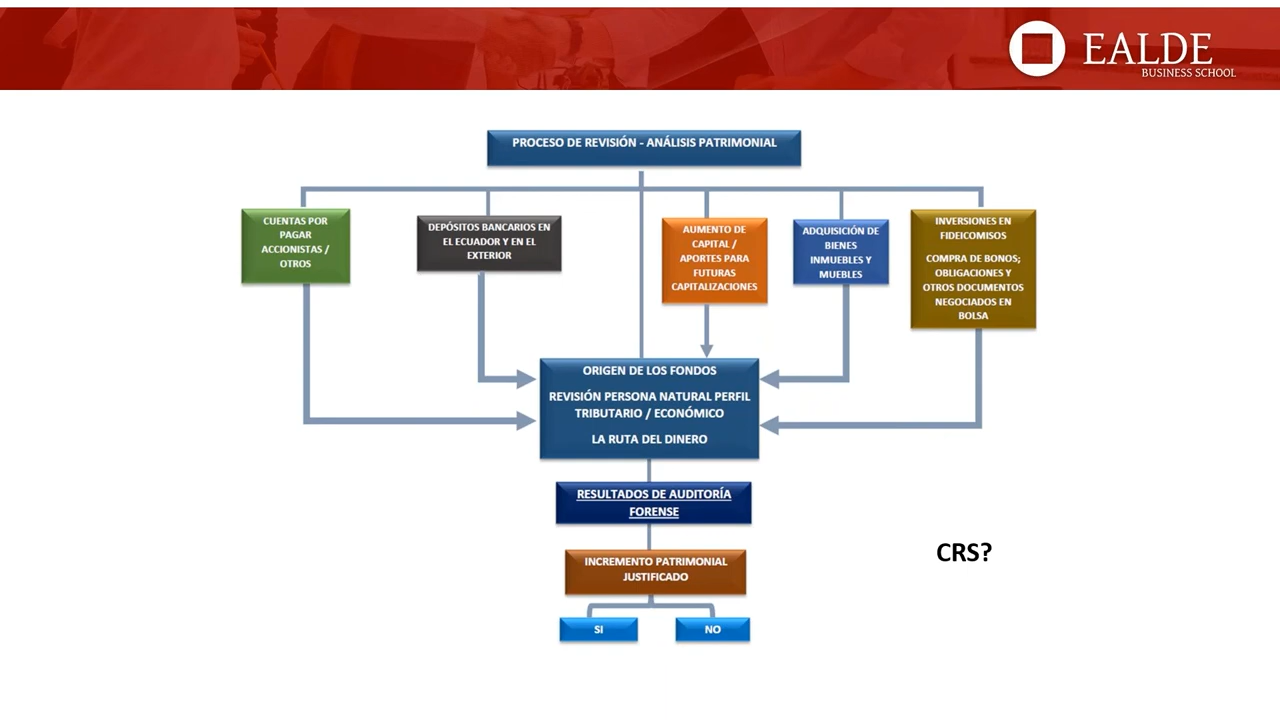 EALDE
BUSINESS SCHOOL
PROCESO DE REVISIÓN - ANÁLISIS PATRIMONIAL
CUENTAS POR
PAGAR
ACCIONISTAS /
OTROS
DEPÓSITOS BANCARIOS EN
EL ECUADOR Y EN EL
EXTERIOR
AUMENTO DE
CAPITAL /
APORTES PARA
FUTURAS
CAPITALIZACIONES
ADQUISICIÓN DE
BIENES
INMUEBLES Y
MUEBLES
INVERSIONES EN
FIDEICOMISOS
COMPRA DE BONOS;
OBLIGACIONES Y
OTROS DOCUMENTOS
NEGOCIADOS EN
BOLSA
ORIGEN DE LOS FONDOS
REVISIÓN PERSONA NATURAL PERFIL
TRIBUTARIO / ECONÓMICO
LA RUTA DEL DINERO
RESULTADOS DE AUDITORÍA
FORENSE
CRS?
INCREMENTO PATRIMONIAL
JUSTIFICADO
SI
NO